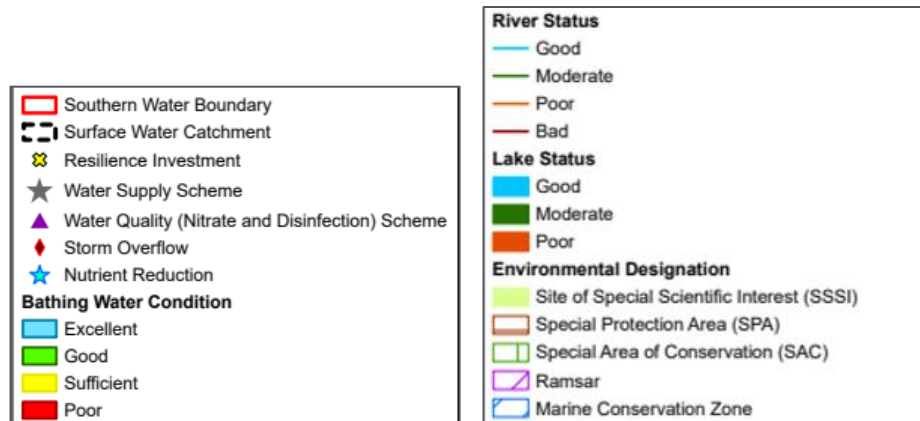 Southern Water Boundary
Surface Water Catchment
Resilience Investment
Water Supply Scheme
Water Quality (Nitrate and Disinfection) Scheme
Storm Overflow
Nutrient Reduction
Bathing Water Condition
Excellent
Good
Sufficient
Poor
River Status
Good
Moderate
Poor
Bad
Lake Status
Good
Moderate
Poor
Environmental Designation
Site of Special Scientific Interest (SSSI)
Special Protection Area (SPA)
Special Area of Conservation (SAC)
Ramsar
Marine Conservation Zone